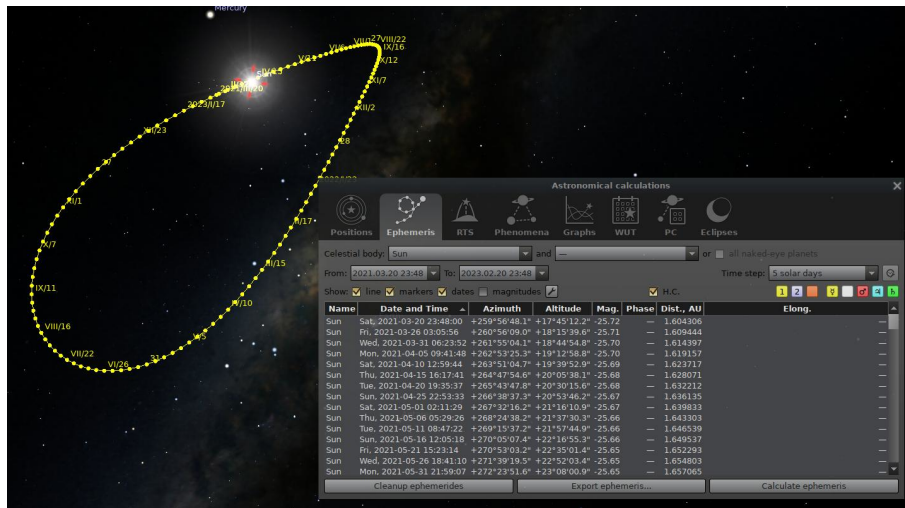 Mercury
VIII/22
IX/16
X/12
XI/7
XII/2
28
2023/I/17
XII/23
27
XI/1
X/7
IX/11
VIII/16
VII/22
VI/26
31
V/5
IV/10
III/15
II/17
Astronomical calculations
Positions Ephemeris RTS Phenomena Graphs WUT PC Eclipses
Celestial body: Sun and — or all naked-eye planets
From: 2021.03.20 23:48 To: 2023.02.20 23:48 Time step: 5 solar days
Show: line markers dates magnitudes H.C. 1 2
Name Date and Time Azimuth Altitude Mag. Phase Dist., AU Elong.
Sun Sat, 2021-03-20 23:48:00 +259°56'48.1" +17°45'12.2" -25.72 — 1.604306 —
Sun Fri, 2021-03-26 03:05:56 +260°56'09.0" +18°15'39.6" -25.71 — 1.609444 —
Sun Wed, 2021-03-31 06:23:52 +261°55'04.1" +18°44'54.8" -25.70 — 1.614397 —
Sun Mon, 2021-04-05 09:41:48 +262°53'25.3" +19°12'58.8" -25.70 — 1.619157 —
Sun Sat, 2021-04-10 12:59:44 +263°51'04.7" +19°39'52.9" -25.69 — 1.623717 —
Sun Thu, 2021-04-15 16:17:41 +264°47'54.6" +20°05'38.1" -25.68 — 1.628071 —
Sun Tue, 2021-04-20 19:35:37 +265°43'47.8" +20°30'15.6" -25.68 — 1.632212 —
Sun Sun, 2021-04-25 22:53:33 +266°38'37.3" +20°53'46.2" -25.67 — 1.636135 —
Sun Sat, 2021-05-01 02:11:29 +267°32'16.2" +21°16'10.9" -25.67 — 1.639833 —
Sun Thu, 2021-05-06 05:29:26 +268°24'38.2" +21°37'30.3" -25.66 — 1.643303 —
Sun Tue, 2021-05-11 08:47:22 +269°15'37.2" +21°57'44.9" -25.66 — 1.646539 —
Sun Sun, 2021-05-16 12:05:18 +270°05'07.4" +22°16'55.3" -25.66 — 1.649537 —
Sun Fri, 2021-05-21 15:23:14 +270°53'03.2" +22°35'01.4" -25.65 — 1.652293 —
Sun Wed, 2021-05-26 18:41:10 +271°39'19.5" +22°52'03.4" -25.65 — 1.654803 —
Sun Mon, 2021-05-31 21:59:07 +272°23'51.6" +23°08'00.9" -25.65 — 1.657065 —
Cleanup ephemerides Export ephemeris... Calculate ephemeris